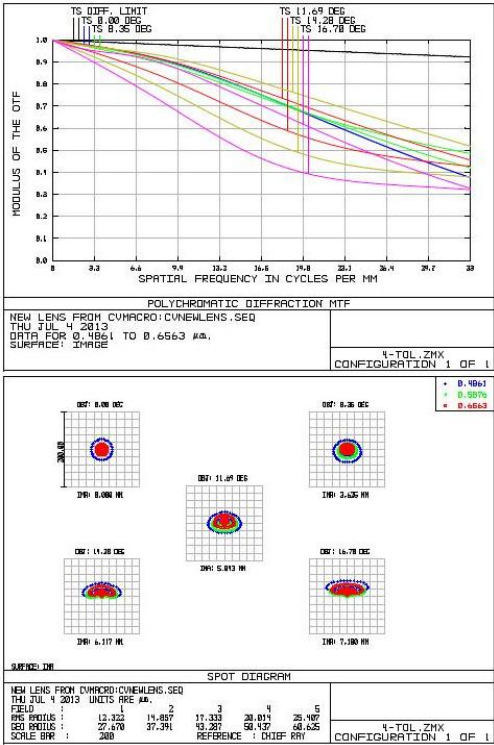 TS DIFF. LIMIT
TS 0.00 DEG
TS 8.35 DEG
TS 11.69 DEG
TS 14.28 DEG
TS 16.70 DEG
1.0
0.9
0.8
0.7
0.6
0.5
0.4
0.3
0.2
0.1
0.0
MODULUS OF THE OTF
0 3.3 6.6 9.9 13.2 16.5 19.8 23.1 26.4 29.7 33
SPATIAL FREQUENCY IN CYCLES PER MM
POLYCHROMATIC DIFFRACTION MTF
NEW LENS FROM CVMACRO:CVNEWLENS.SEQ
THU JUL 4 2013
DATA FOR 0.4861 TO 0.6563 µm.
SURFACE: IMAGE
4-TOL.ZMX
CONFIGURATION 1 OF 1
0.4861
0.5876
0.6563
OBJ: 0.00 DEG
OBJ: 8.35 DEG
200.00
IMA: 0.000 MM
IMA: 3.635 MM
OBJ: 11.69 DEG
IMA: 5.043 MM
OBJ: 14.28 DEG
OBJ: 16.70 DEG
IMA: 6.117 MM
IMA: 7.100 MM
SURFACE: IMA
SPOT DIAGRAM
NEW LENS FROM CVMACRO:CVNEWLENS.SEQ
THU JUL 4 2013 UNITS ARE µm.
FIELD : 1 2 3 4 5
RMS RADIUS : 12.322 14.857 17.333 20.014 25.407
GEO RADIUS : 27.670 37.391 43.287 50.437 60.625
SCALE BAR : 200 REFERENCE : CHIEF RAY
4-TOL.ZMX
CONFIGURATION 1 OF 1